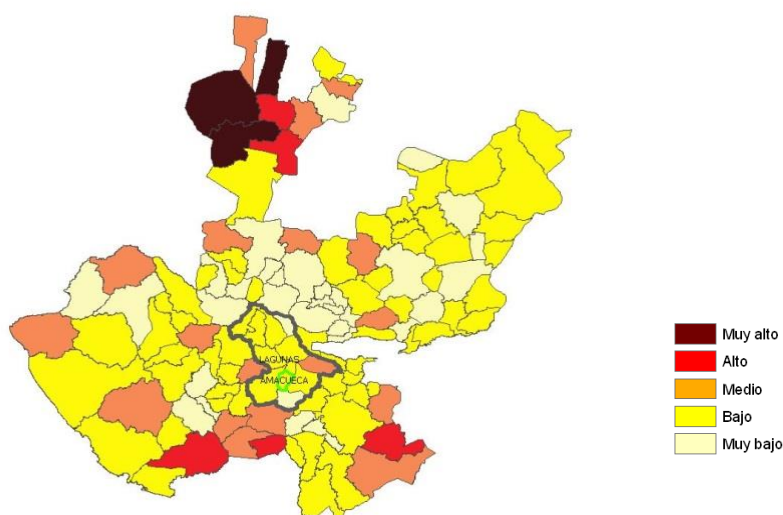 LAGUNAS
AMACUECA
Muy alto
Alto
Medio
Bajo
Muy bajo